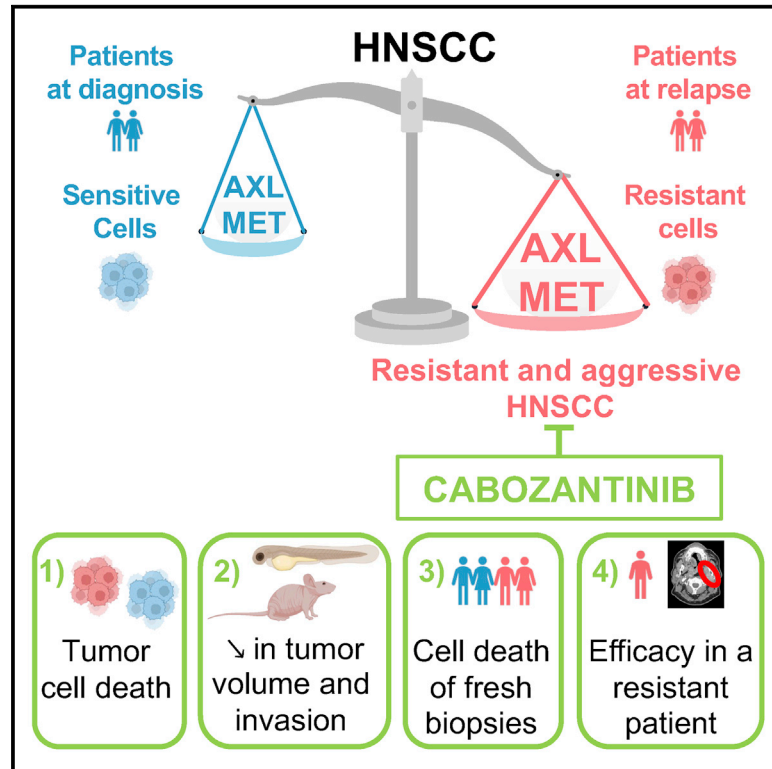 HNSCC
Patients
at diagnosis
Sensitive
Cells
AXL
MET
Patients
at relapse
Resistant
cells
AXL
MET
Resistant and aggressive
HNSCC
CABOZANTINIB
1)
Tumor
cell death
2)
↘ in tumor
volume and
invasion
3)
Cell death
of fresh
biopsies
4)
Efficacy in a
resistant
patient